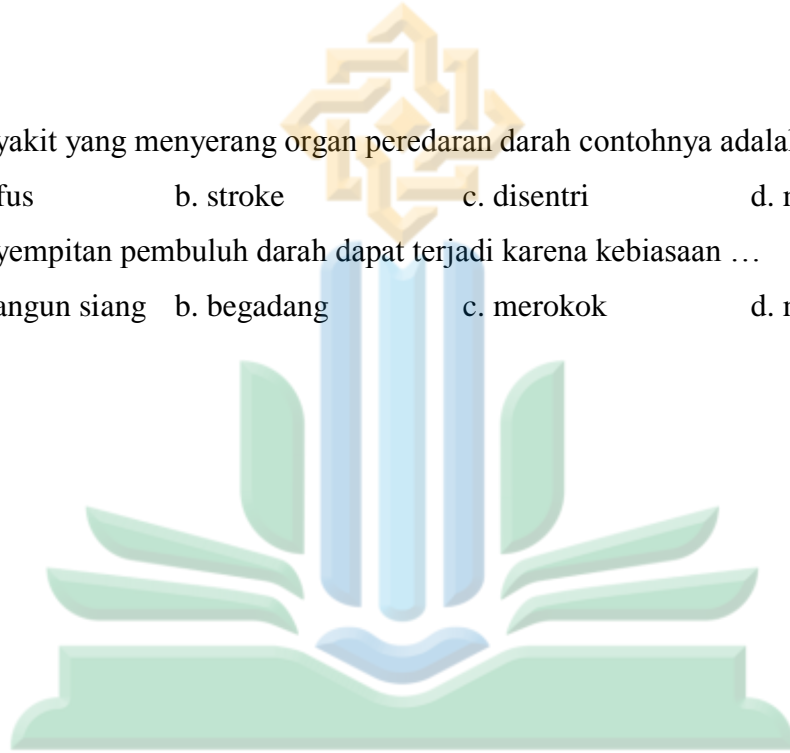 yakit yang menyerang organ peredaran darah contohnya adalah
fus b. stroke c. disentri d.
yempitan pembuluh darah dapat terjadi karena kebiasaan …
angun siang b. begadang c. merokok d.